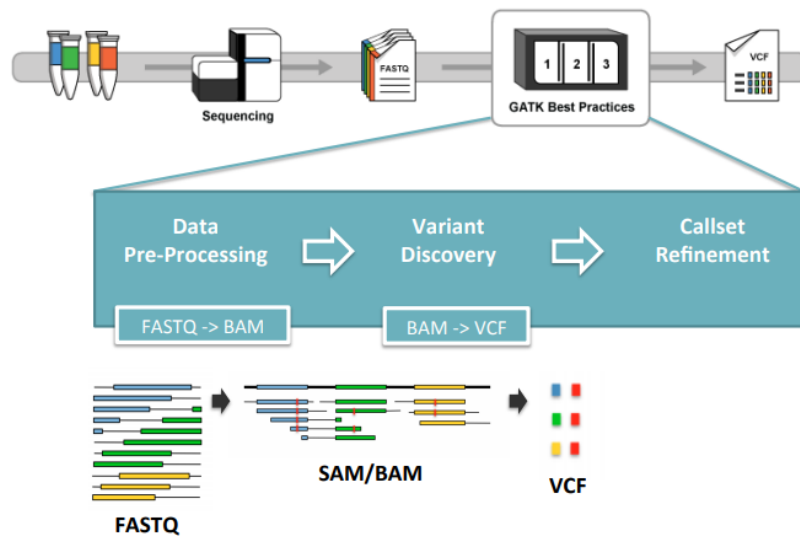 FASTQ
1 2 3
VCF
Sequencing
GATK Best Practices
Data
Pre-Processing
Variant
Discovery
Callset
Refinement
FASTQ -> BAM
BAM -> VCF
SAM/BAM
VCF
FASTQ